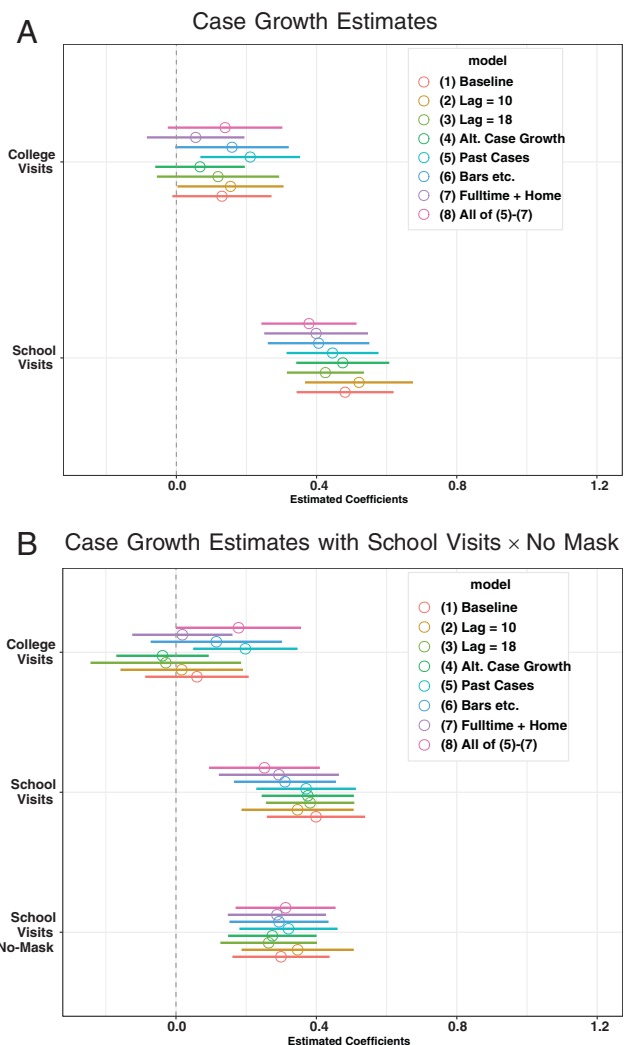 A
Case Growth Estimates
model
(1) Baseline
(2) Lag = 10
(3) Lag = 18
(4) Alt. Case Growth
(5) Past Cases
(6) Bars etc.
(7) Fulltime + Home
(8) All of (5)-(7)
College
Visits
School
Visits
0.0
0.4
0.8
1.2
Estimated Coefficients
B
Case Growth Estimates with School Visits × No Mask
model
(1) Baseline
(2) Lag = 10
(3) Lag = 18
(4) Alt. Case Growth
(5) Past Cases
(6) Bars etc.
(7) Fulltime + Home
(8) All of (5)-(7)
College
Visits
School
Visits
School
Visits
No-Mask
0.0
0.4
0.8
1.2
Estimated Coefficients